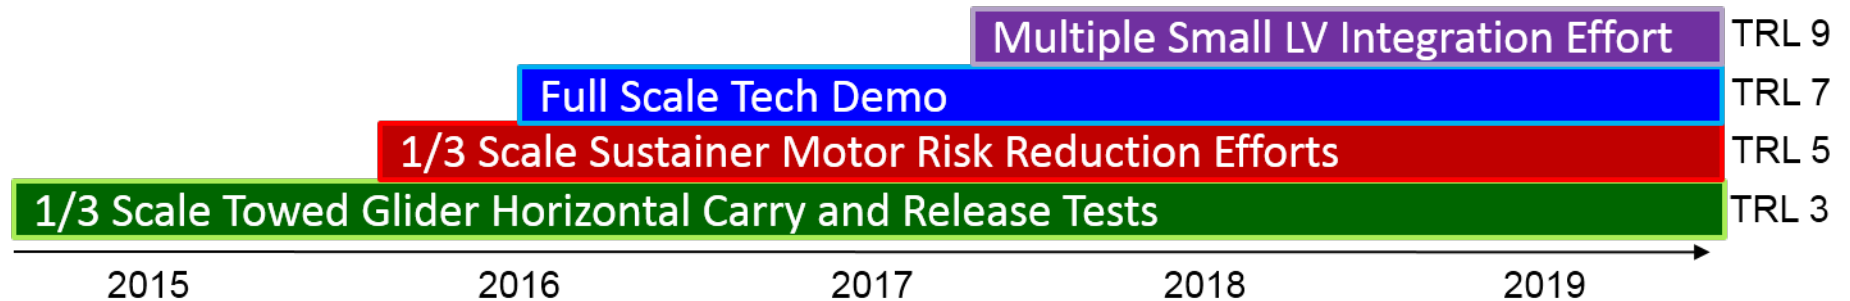 Multiple Small LV Integration Effort TRL 9
Full Scale Tech Demo TRL 7
1/3 Scale Sustainer Motor Risk Reduction Efforts TRL 5
1/3 Scale Towed Glider Horizontal Carry and Release Tests TRL 3
2015 2016 2017 2018 2019